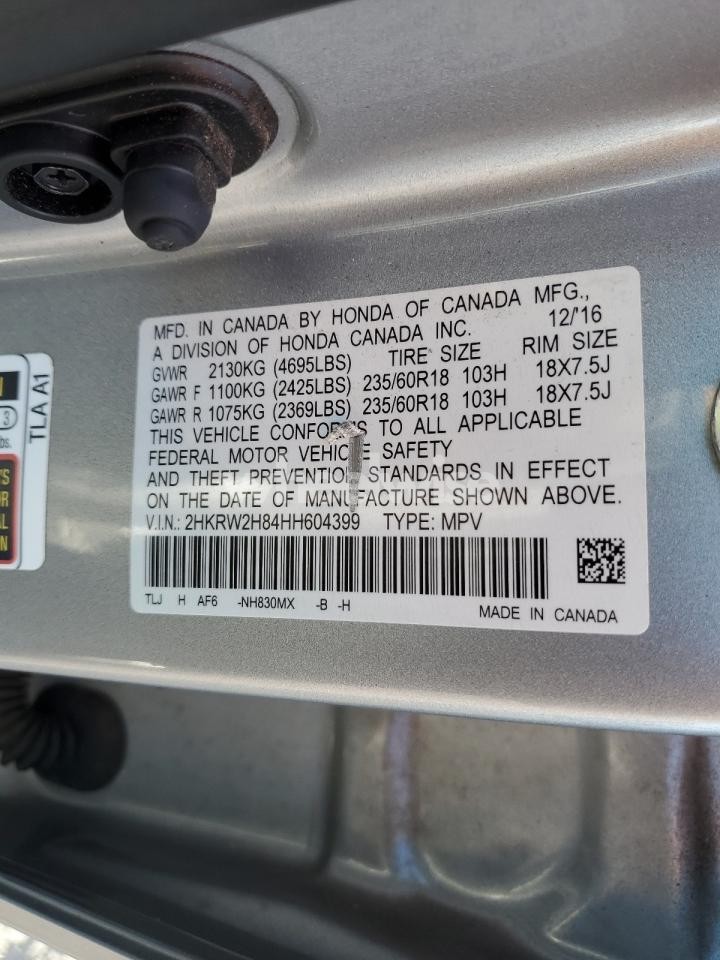 MFD. IN CANADA BY HONDA OF CANADA MFG.,
A DIVISION OF HONDA CANADA INC. 12/'16
GVWR 2130KG (4695LBS) TIRE SIZE RIM SIZE
GAWR F 1100KG (2425LBS) 235/60R18 103H 18X7.5J
GAWR R 1075KG (2369LBS) 235/60R18 103H 18X7.5J
THIS VEHICLE CONFORMS TO ALL APPLICABLE
FEDERAL MOTOR VEHICLE SAFETY
AND THEFT PREVENTION STANDARDS IN EFFECT
ON THE DATE OF MANUFACTURE SHOWN ABOVE.
V.I.N.: 2HKRW2H84HH604399 TYPE: MPV
TLJ H AF6 -NH830MX -B -H
MADE IN CANADA
TLA A1
3